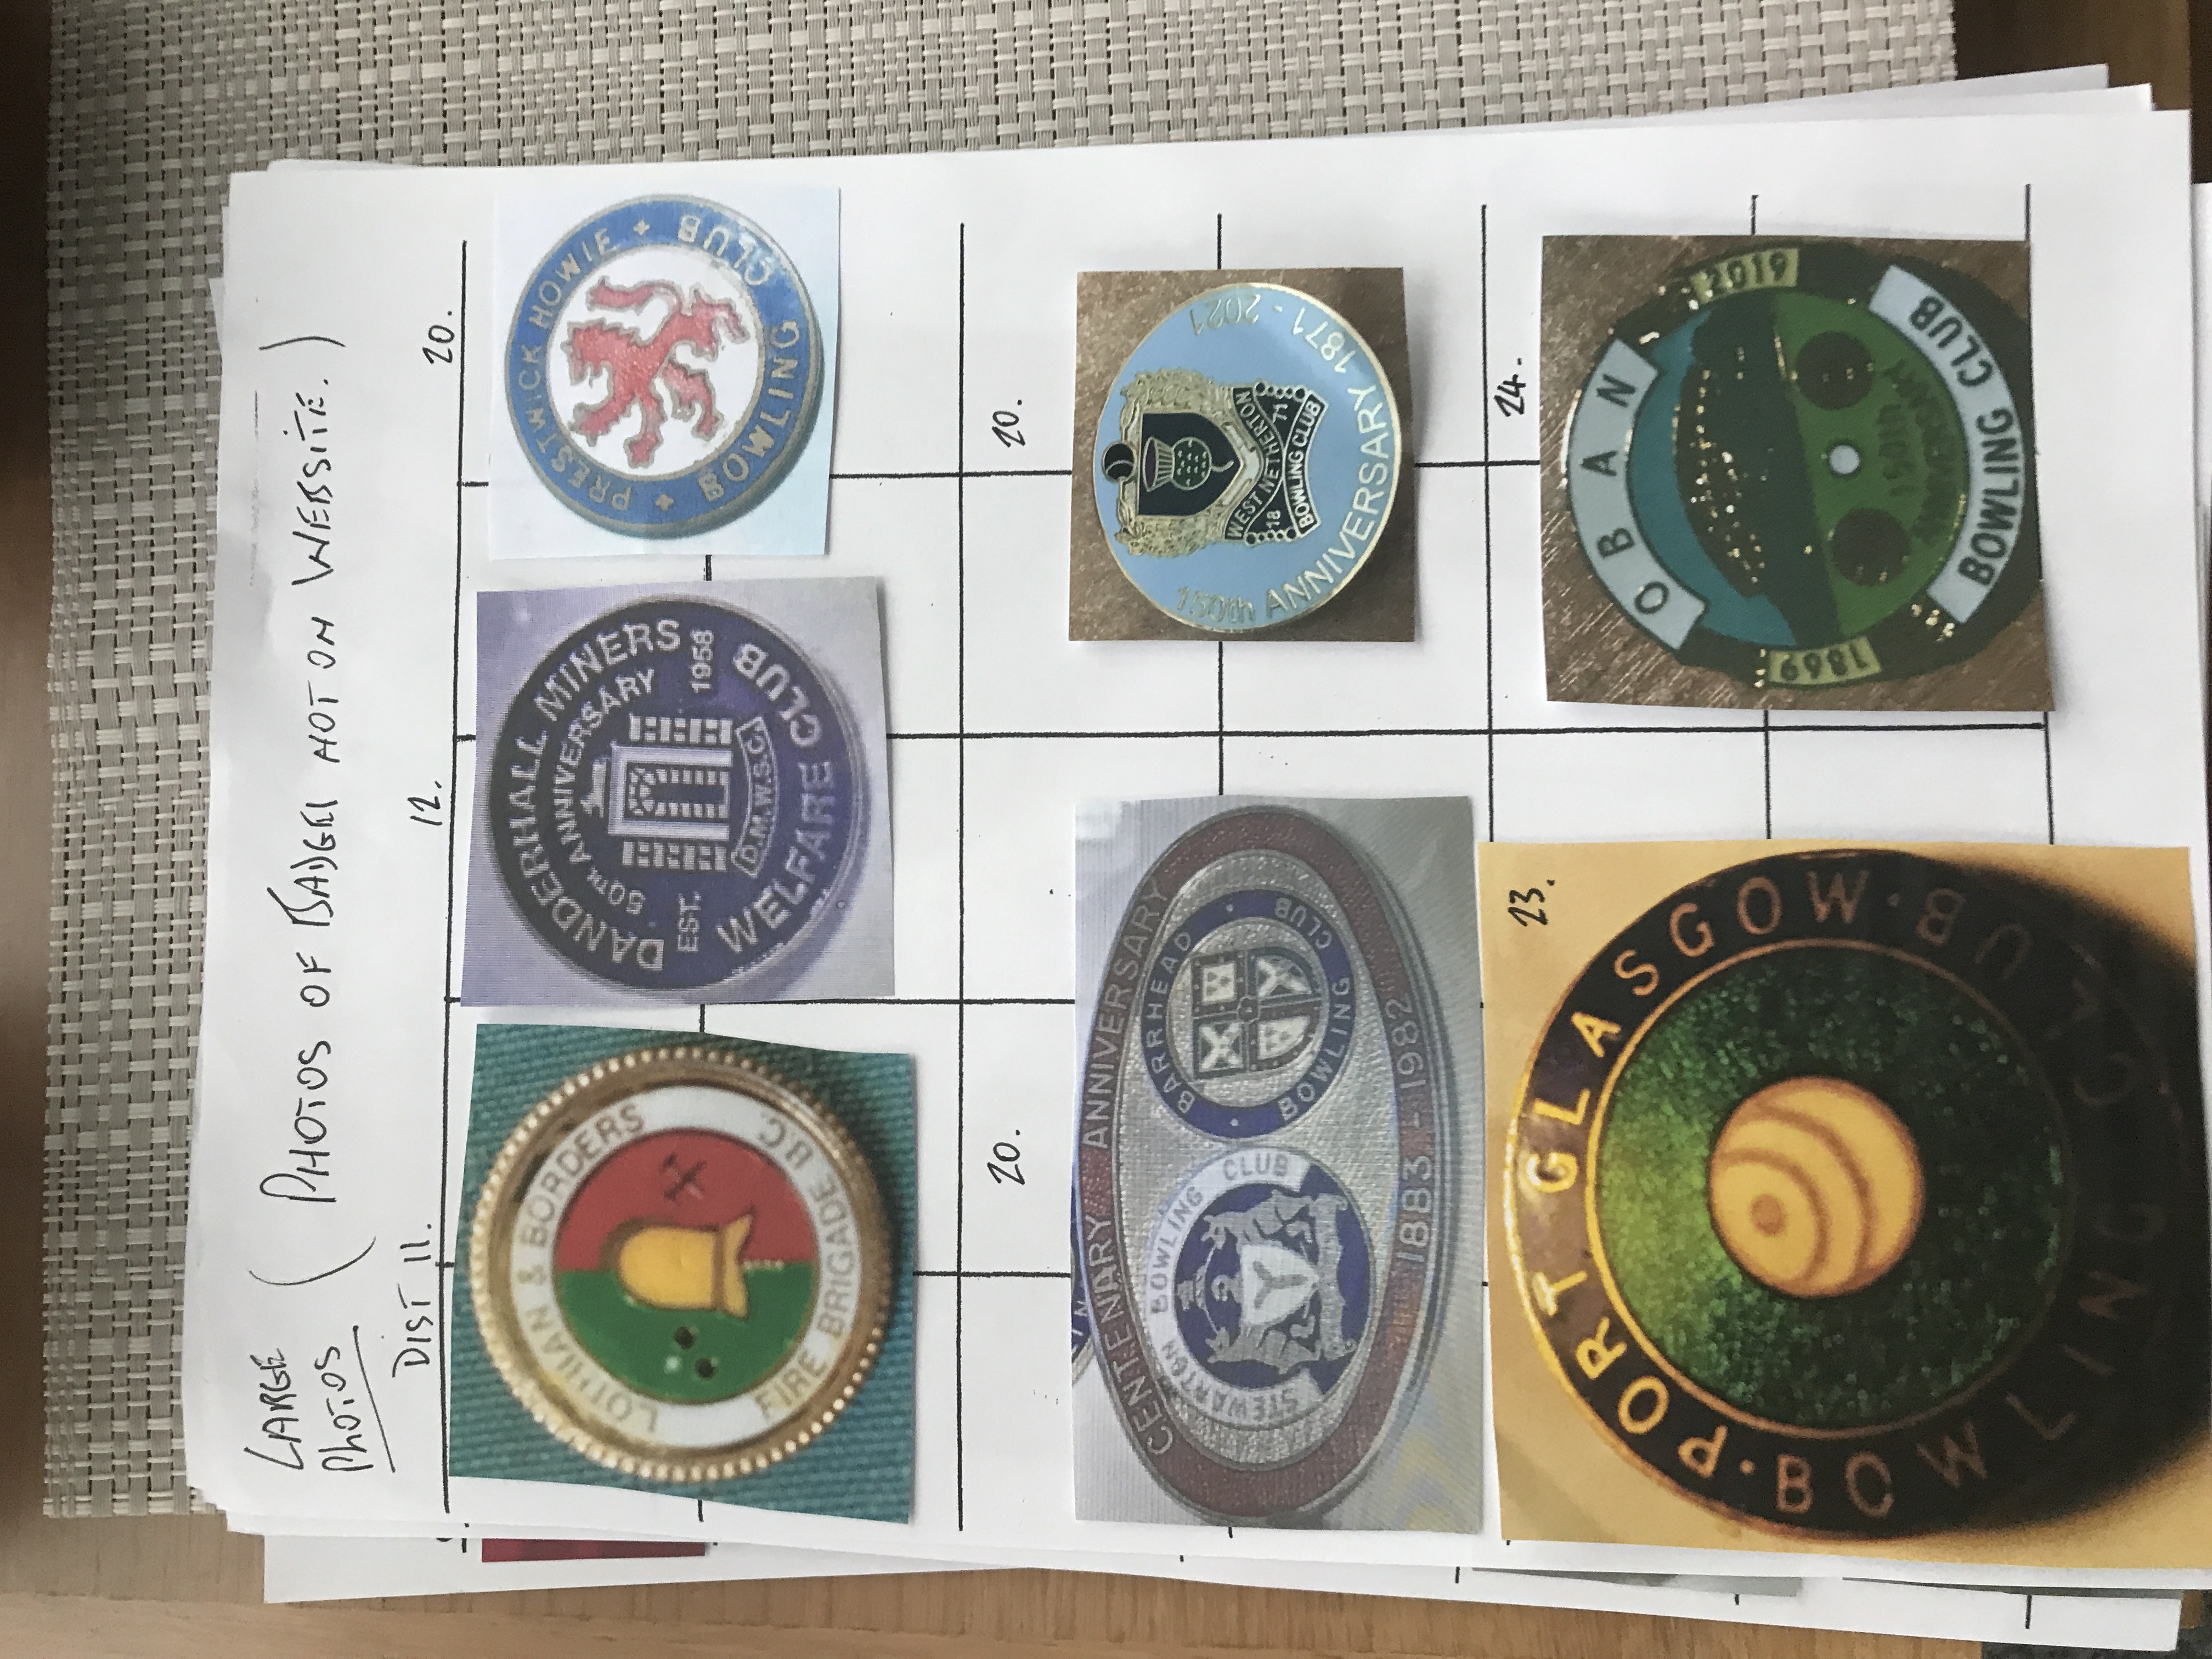 LARGE
PHOTOS
( PHOTOS OF BADGES NOT ON WEBSITE. )
DIST 11.
12.
20.
LOTHIAN & BORDERS
FIRE BRIGADE B.C.
DANDERHALL MINERS
50TH ANNIVERSARY
EST. 1958
D.M.W.S.C.
WELFARE CLUB
PRESTWICK HOWIE
BOWLING CLUB
20.
20.
CENTENARY ANNIVERSARY
STEWARTON BOWLING CLUB
BARRHEAD
BOWLING CLUB
1883 - 1982
WEST NETHERTON
18 71
BOWLING CLUB
150th ANNIVERSARY 1871 - 2021
23.
24.
PORT GLASGOW
BOWLING CLUB
OBAN
1869 2019
150TH
ANNIVERSARY
BOWLING CLUB